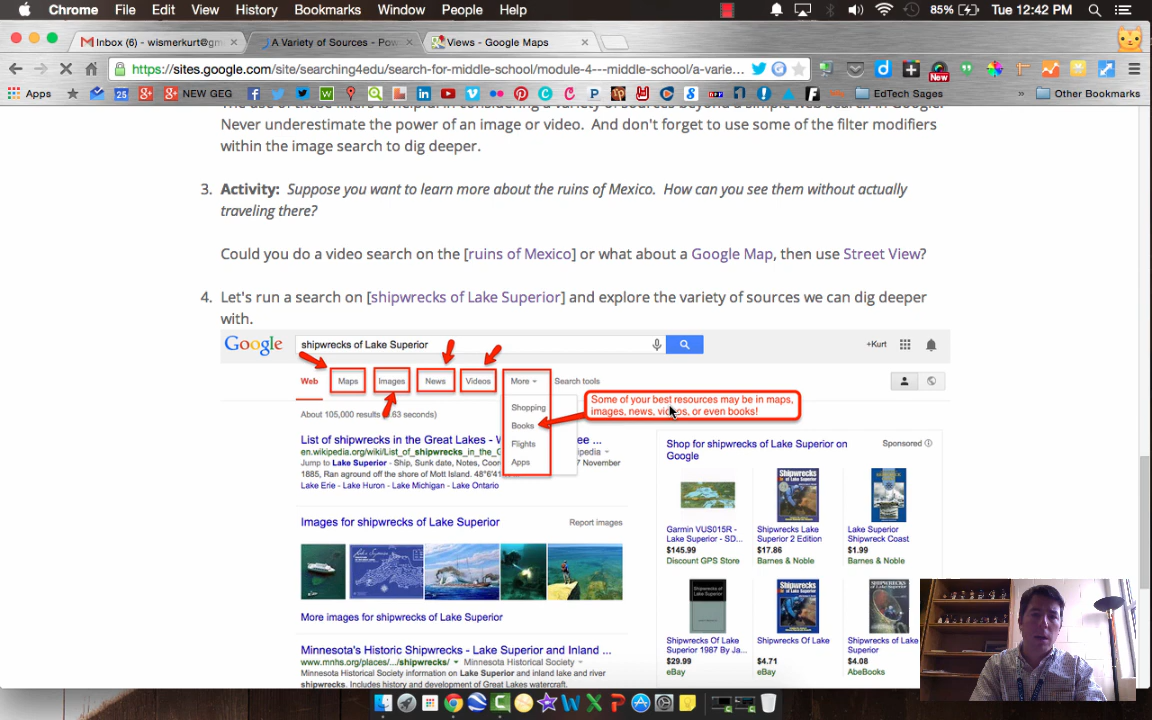 Chrome File Edit View History Bookmarks Window People Help 85% Tue 12:42 PM
Inbox (6) - wismerkurt@gm A Variety of Sources - Pow Views - Google Maps
https://sites.google.com/site/searching4edu/search-for-middle-school/module-4---middle-school/a-varie...
New
Apps NEW GEG EdTech Sages » Other Bookmarks
Never underestimate the power of an image or video. And don't forget to use some of the filter modifiers
within the image search to dig deeper.
3. Activity: Suppose you want to learn more about the ruins of Mexico. How can you see them without actually
traveling there?
Could you do a video search on the [ruins of Mexico] or what about a Google Map, then use Street View?
4. Let's run a search on [shipwrecks of Lake Superior] and explore the variety of sources we can dig deeper
with.
Google shipwrecks of Lake Superior +Kurt
Web Maps Images News Videos More Search tools
Shopping
Books
Flights
Apps
Some of your best resources may be in maps,
images, news, videos, or even books!
About 105,000 results 63 seconds)
List of shipwrecks in the Great Lakes - W ee ...
en.wikipedia.org/wiki/List_of_shipwrecks_in_the_G ipedia
Jump to Lake Superior - Ship, Sunk date, Notes, Coor 7 November
1885, Ran aground off the shore of Mott Island. 48°6′4
Lake Erie - Lake Huron - Lake Michigan - Lake Ontario
Images for shipwrecks of Lake Superior Report images
More images for shipwrecks of Lake Superior
Minnesota's Historic Shipwrecks - Lake Superior and Inland ...
www.mnhs.org/places/.../shipwrecks/ Minnesota Historical Society
Minnesota Historical Society information on Lake Superior and inland lake and river
shipwrecks. Includes history and development of Great Lakes watercraft.
Shop for shipwrecks of Lake Superior on Sponsored
Google
Garmin VUS015R -
Lake Superior - SD...
$145.99
Discount GPS Store
Shipwrecks Lake
Superior 2 Edition
$17.86
Barnes & Noble
Lake Superior
Shipwreck Coast
$1.99
Barnes & Noble
Shipwrecks Of Lake
Superior 1987 By Ja...
$29.99
eBay
Shipwrecks Of Lake
$4.71
eBay
Shipwrecks of Lake
Superior
$4.08
AbeBooks